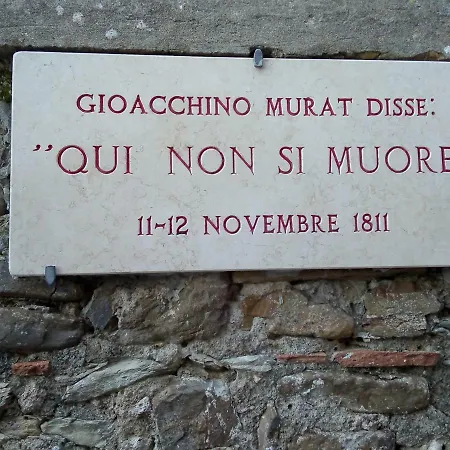 GIOACCHINO MURAT DISSE:
"QUI NON SI MUORE
11-12 NOVEMBRE 1811